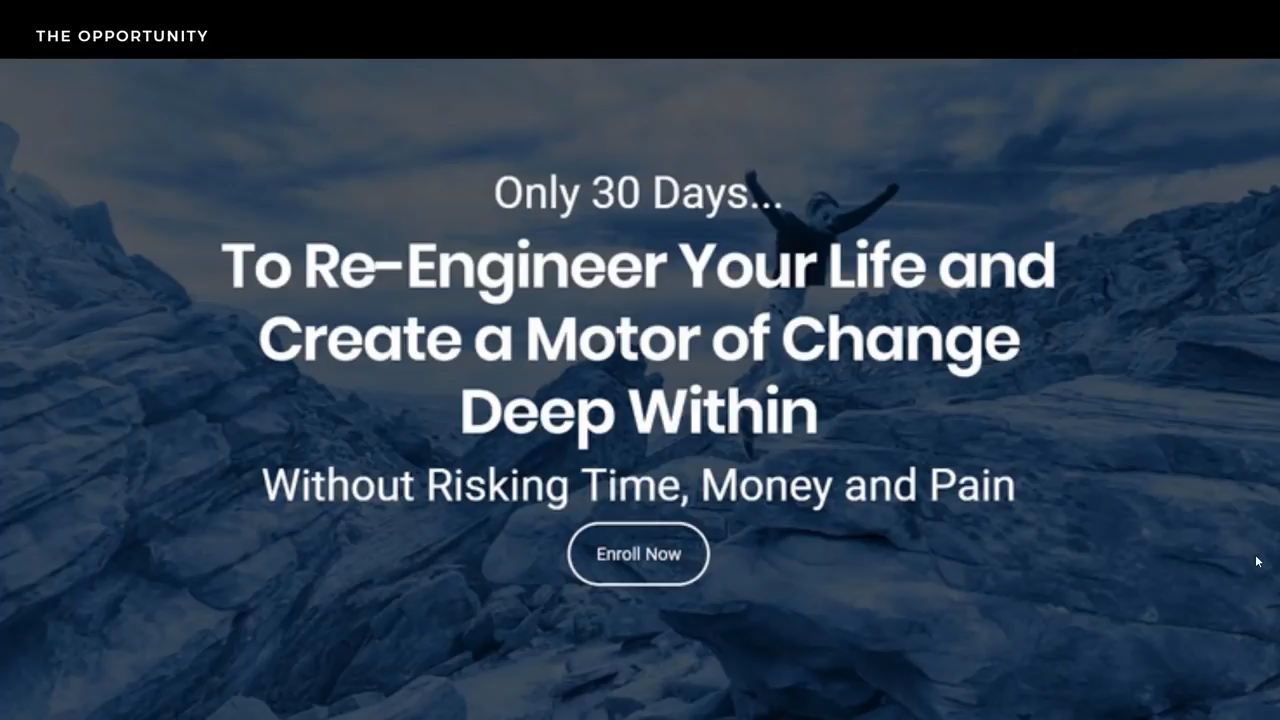 THE OPPORTUNITY
Only 30 Days...
To Re-Engineer Your Life and
Create a Motor of Change
Deep Within
Without Risking Time, Money and Pain
Enroll Now